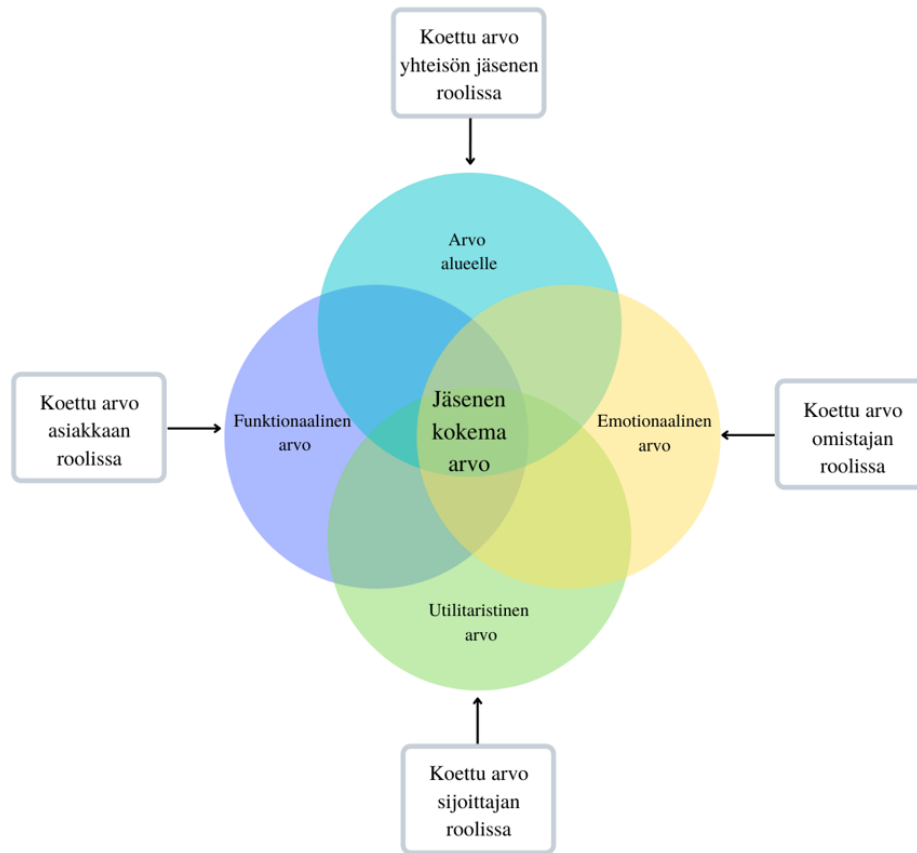 Koettu arvo
yhteisön jäsenen
roolissa
Arvo
alueelle
Koettu arvo
asiakkaan
roolissa
Funktionaalinen
arvo
Jäsenen
kokema
arvo
Emotionaalinen
arvo
Koettu arvo
omistajan
roolissa
Utilitaristinen
arvo
Koettu arvo
sijoittajan
roolissa